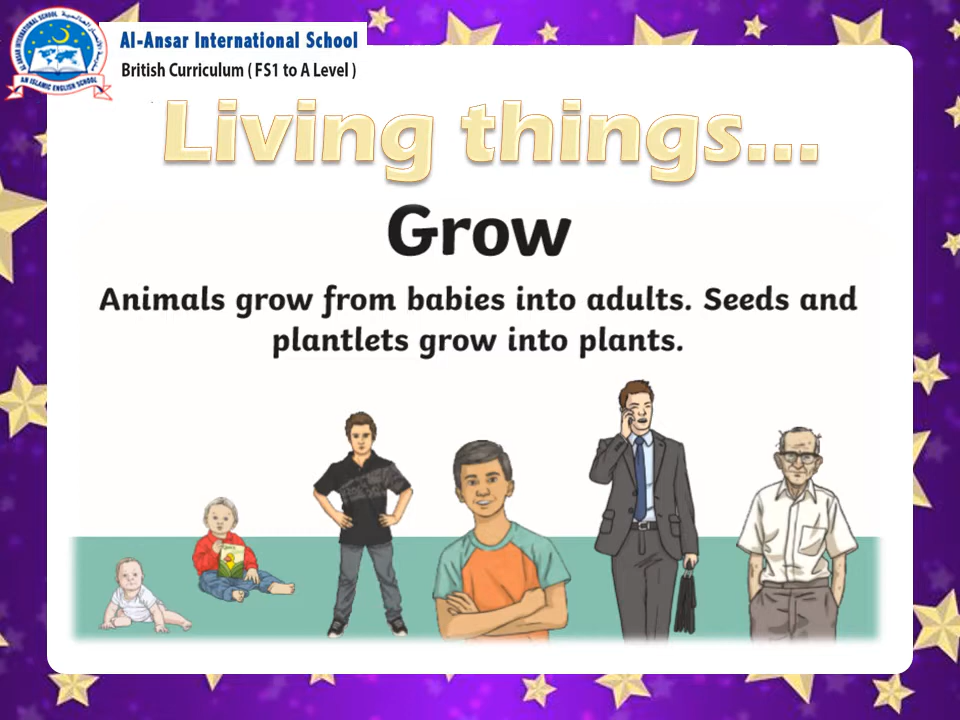 Al-Ansar International School
British Curriculum ( FS1 to A Level )
Living things...
Grow
Animals grow from babies into adults. Seeds and
plantlets grow into plants.